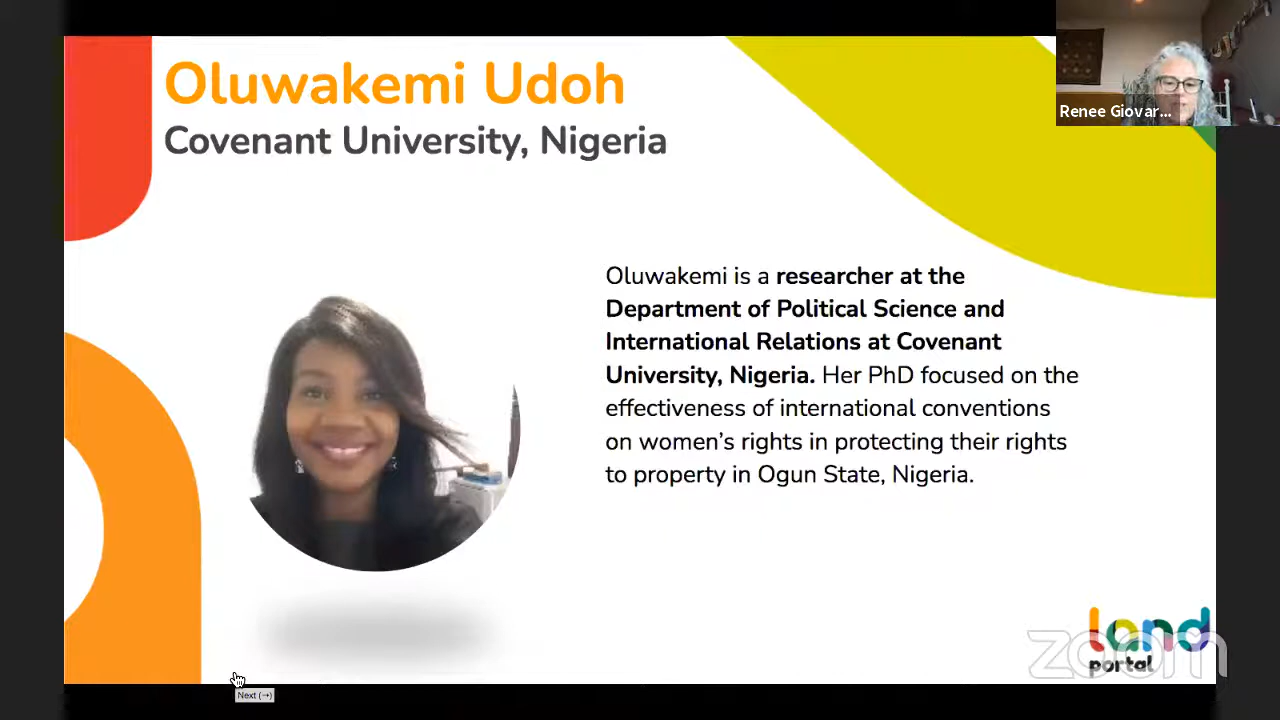 Oluwakemi Udoh
Covenant University, Nigeria
Renee Giovar...
Oluwakemi is a researcher at the
Department of Political Science and
International Relations at Covenant
University, Nigeria. Her PhD focused on the
effectiveness of international conventions
on women's rights in protecting their rights
to property in Ogun State, Nigeria.
land
portal
zoom
Next (→)